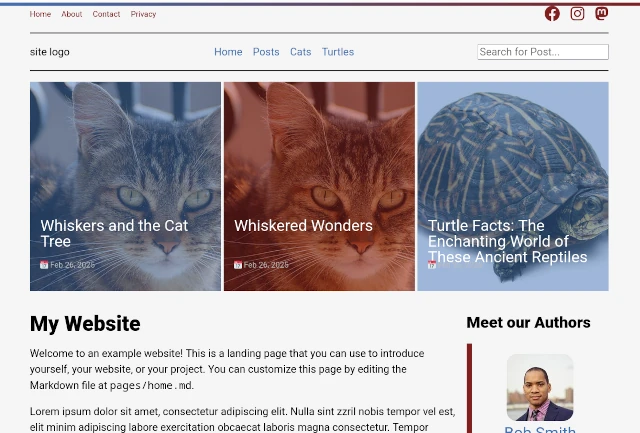 Home About Contact Privacy
site logo
Home Posts Cats Turtles
Search for Post...
Whiskers and the Cat
Tree
Feb 26, 2025
Whiskered Wonders
Feb 26, 2025
Turtle Facts: The
Enchanting World of
These Ancient Reptiles
My Website
Welcome to an example website! This is a landing page that you can use to introduce
yourself, your website, or your project. You can customize this page by editing the
Markdown file at pages/home.md.
Lorem ipsum dolor sit amet, consectetur adipiscing elit. Nulla sint zzril nobis tempor vel est,
elit minim adipiscing labore exercitation obcaecat laboris magna consectetur. Tempor
Meet our Authors
Bob Smith